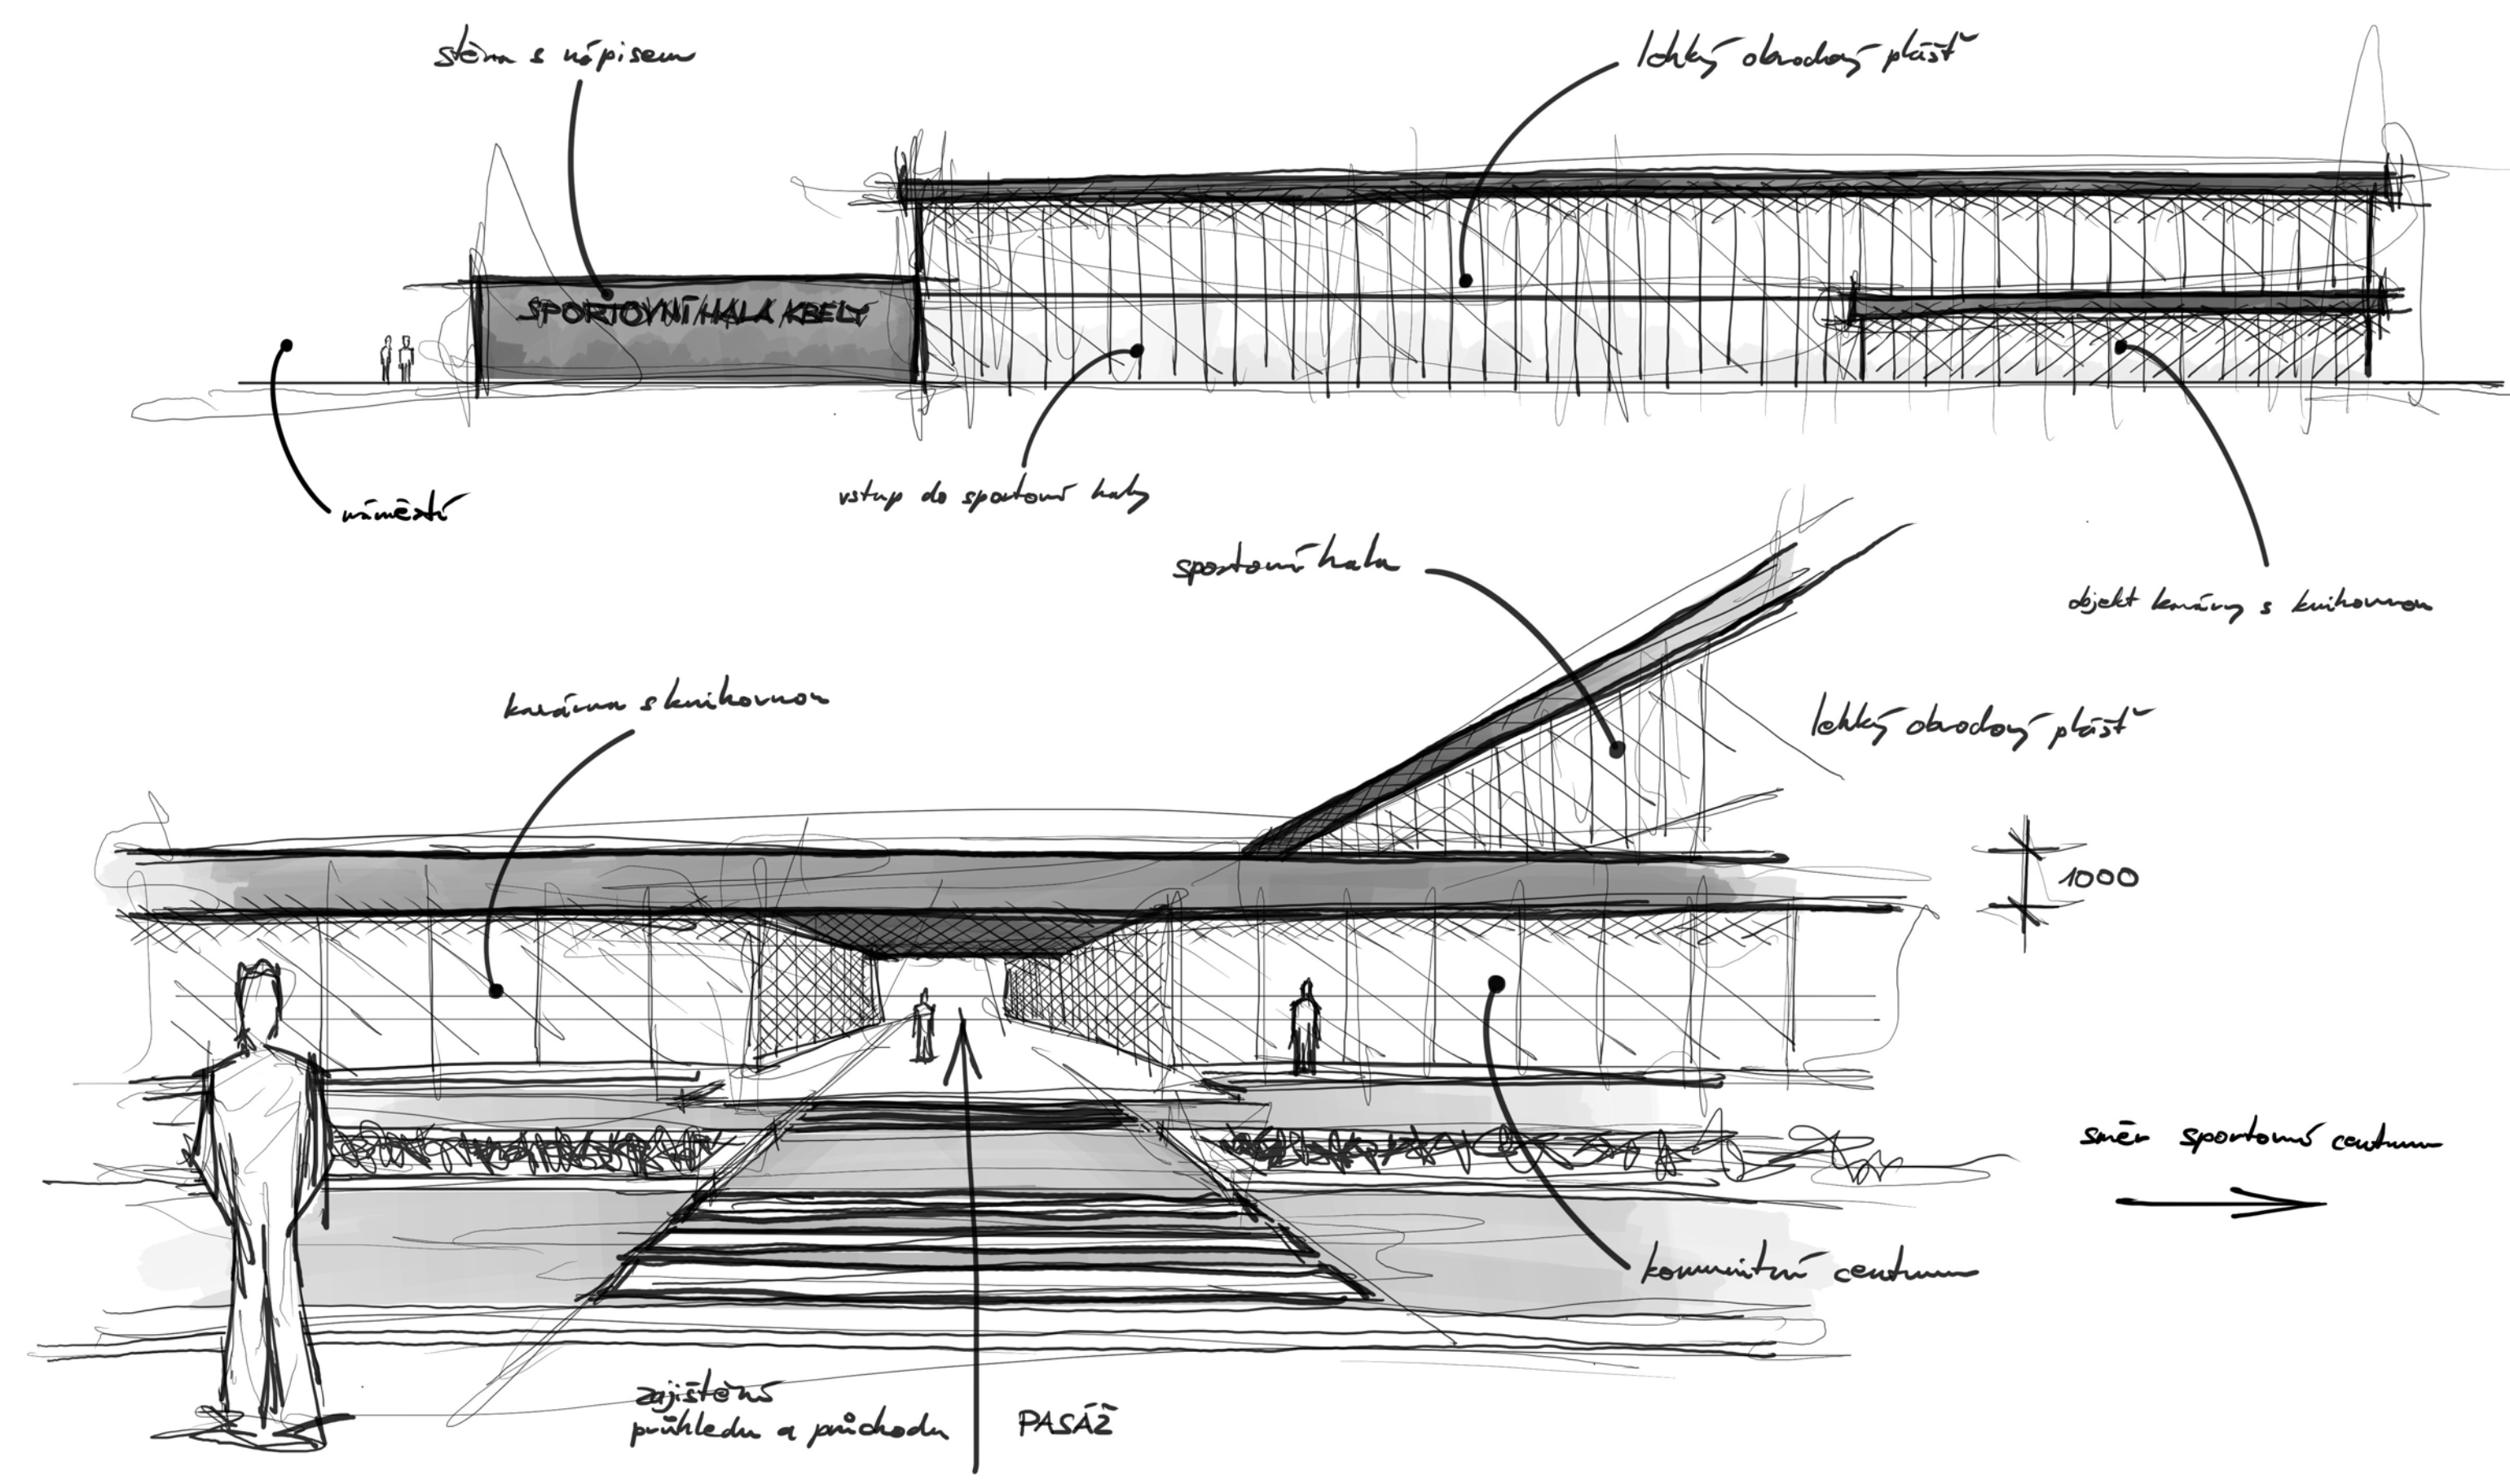 stěna s nápisem
lehký obvodový plášť
SPORTOVNÍ HALA KBELY
náměstí
vstup do sportovní haly
sportovní hala
objekt kavárny s knihovnou
kavárna s knihovnou
lehký obvodový plášť
1000
směr sportovní centrum
komunitní centrum
zajištění
průhledu a průchodu
PASÁŽ